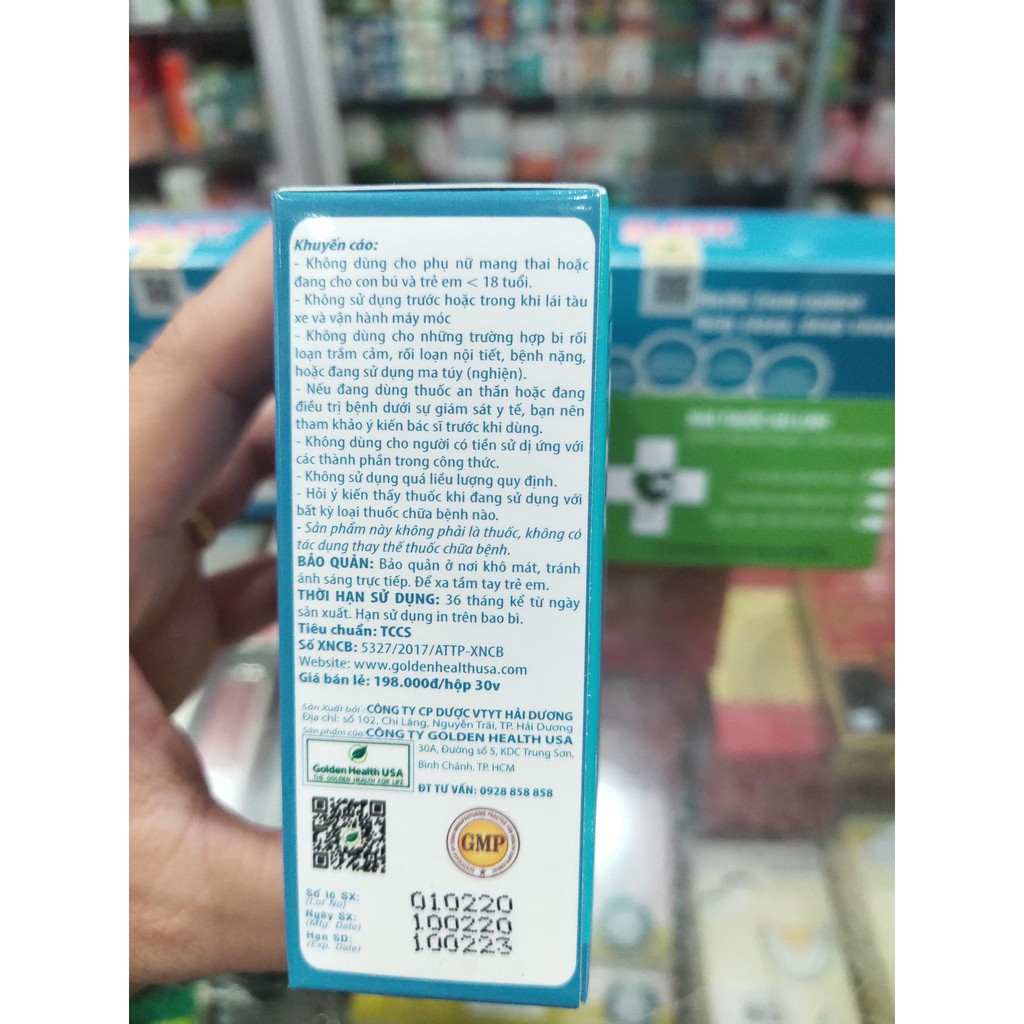 Khuyến cáo:
- Không dùng cho phụ nữ mang thai hoặc
đang cho con bú và trẻ em < 18 tuổi.
- Không sử dụng trước hoặc trong khi lái tàu
xe và vận hành máy móc
- Không dùng cho những trường hợp bị rối
loạn trầm cảm, rối loạn nội tiết, bệnh nặng,
hoặc đang sử dụng ma túy (nghiện).
- Nếu đang dùng thuốc an thần hoặc đang
điều trị bệnh dưới sự giám sát y tế, bạn nên
tham khảo ý kiến bác sĩ trước khi dùng.
- Không dùng cho người có tiền sử dị ứng với
các thành phần trong công thức.
- Không sử dụng quá liều lượng quy định.
- Hỏi ý kiến thầy thuốc khi đang sử dụng với
bất kỳ loại thuốc chữa bệnh nào.
- Sản phẩm này không phải là thuốc, không có
tác dụng thay thế thuốc chữa bệnh.
BẢO QUẢN: Bảo quản ở nơi khô mát, tránh
ánh sáng trực tiếp. Để xa tầm tay trẻ em.
THỜI HẠN SỬ DỤNG: 36 tháng kể từ ngày
sản xuất. Hạn sử dụng in trên bao bì.
Tiêu chuẩn: TCCS
Số XNCB: 5327/2017/ATTP-XNCB
Website: www.goldenhealthusa.com
Giá bán lẻ: 198.000đ/hộp 30v
Sản Xuất bởi: CÔNG TY CP DƯỢC VTYT HẢI DƯƠNG
Địa chỉ: số 102, Chi Lăng, Nguyễn Trãi, TP. Hải Dương
Sản phẩm của: CÔNG TY GOLDEN HEALTH USA
30A, Đường số 5, KDC Trung Sơn,
Bình Chánh. TP. HCM
Golden Health USA
THE GOLDEN HEALTH FOR LIFE
ĐT TƯ VẤN: 0928 858 858
GMP
Số lô SX: 010220
(Lot No)
Ngày SX: 100220
(Mfg. Date)
Hạn SD: 100223
(Exp. Date)